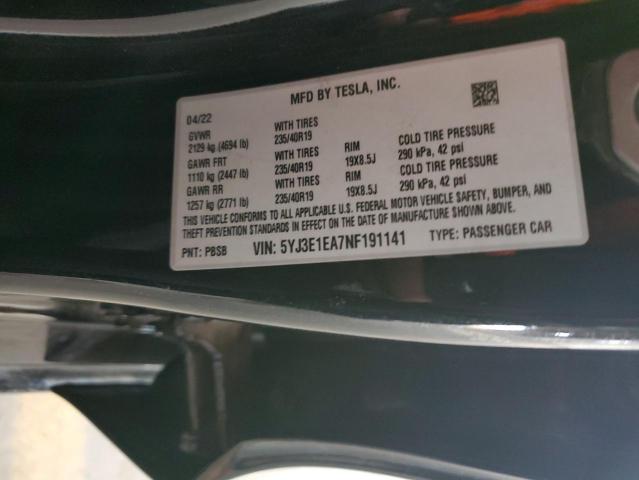 MFD BY TESLA, INC.
04/22
GVWR WITH TIRES
2129 kg (4694 lb) 235/40R19 RIM COLD TIRE PRESSURE
GAWR FRT WITH TIRES 19X8.5J 290 kPa, 42 psi
1110 kg (2447 lb) 235/40R19 RIM COLD TIRE PRESSURE
GAWR RR WITH TIRES 19X8.5J 290 kPa, 42 psi
1257 kg (2771 lb) 235/40R19
THIS VEHICLE CONFORMS TO ALL APPLICABLE U.S. FEDERAL MOTOR VEHICLE SAFETY, BUMPER, AND
THEFT PREVENTION STANDARDS IN EFFECT ON THE DATE OF MANUFACTURE SHOWN ABOVE.
PNT: PBSB VIN: 5YJ3E1EA7NF191141 TYPE: PASSENGER CAR